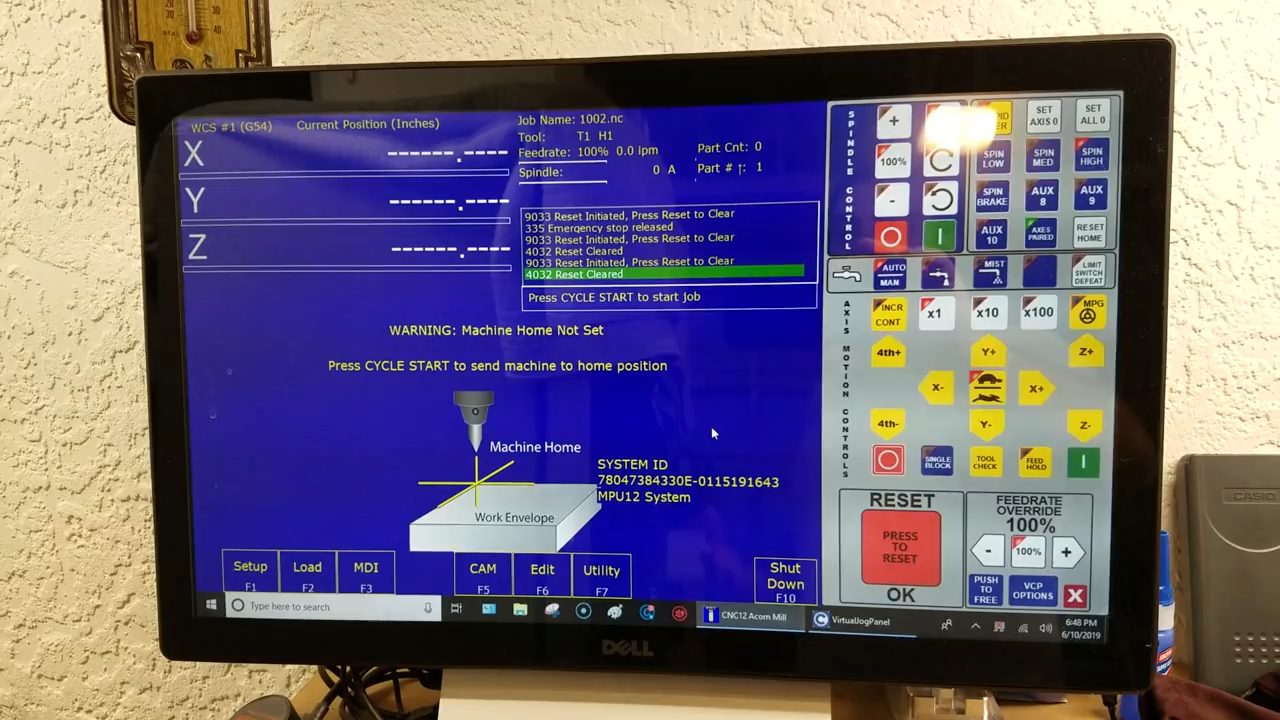 WCS #1 (G54) Current Position (Inches)
X
Y
Z
Job Name: 1002.nc
Tool: T1 H1
Feedrate: 100% 0.0 ipm
Spindle: 0 A
Part Cnt: 0
Part # ↑: 1
9033 Reset Initiated, Press Reset to Clear
335 Emergency stop released
9033 Reset Initiated, Press Reset to Clear
4032 Reset Cleared
9033 Reset Initiated, Press Reset to Clear
4032 Reset Cleared
Press CYCLE START to start job
WARNING: Machine Home Not Set
Press CYCLE START to send machine to home position
Machine Home
Work Envelope
SYSTEM ID
78047384330E-0115191643
MPU12 System
Setup
F1
Load
F2
MDI
F3
CAM
F5
Edit
F6
Utility
F7
Shut
Down
F10
SPINDLE CONTROL
+
100%
-
SET
AXIS 0
SET
ALL 0
SPIN
LOW
SPIN
MED
SPIN
HIGH
SPIN
BRAKE
AUX
8
AUX
9
AUX
10
AXES
PAIRED
RESET
HOME
AUTO
MAN
MIST
LIMIT
SWITCH
DEFEAT
AXIS MOTION CONTROLS
INCR
CONT
x1
x10
x100
MPG
4th+
Y+
Z+
X-
X+
4th-
Y-
Z-
SINGLE
BLOCK
TOOL
CHECK
FEED
HOLD
RESET
PRESS
TO
RESET
OK
FEEDRATE
OVERRIDE
100%
-
100%
+
PUSH
TO
FREE
VCP
OPTIONS
X
Type here to search
CNC12 Acorn Mill
VirtualJogPanel
6:48 PM
6/10/2019
DELL
CASIO